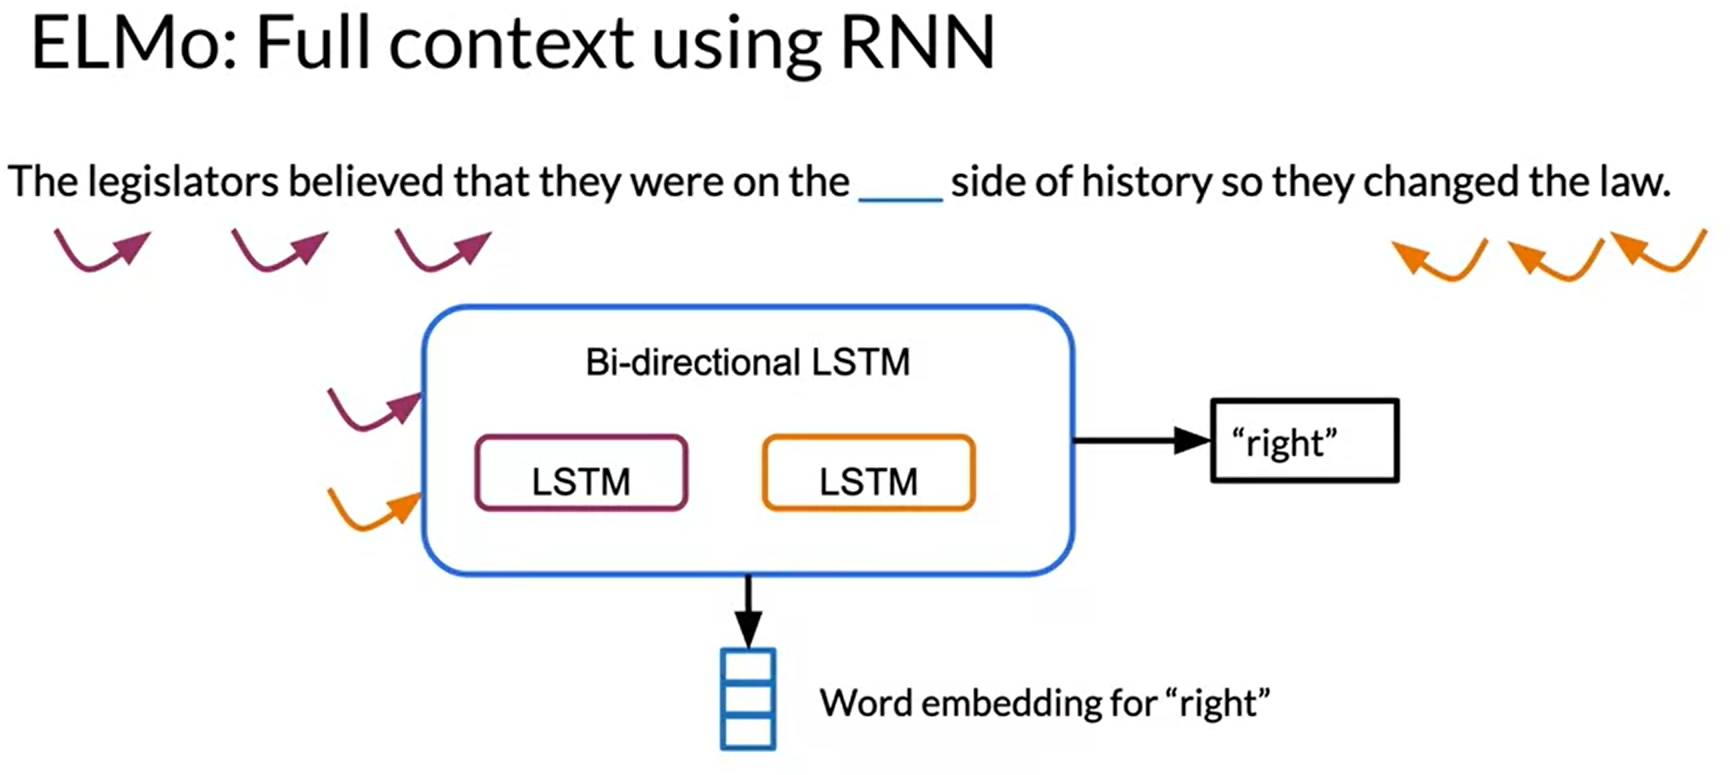 ELMo: Full context using RNN
The legislators believed that they were on the ____ side of history so they changed the law.
Bi-directional LSTM
LSTM LSTM
“right”
Word embedding for “right”